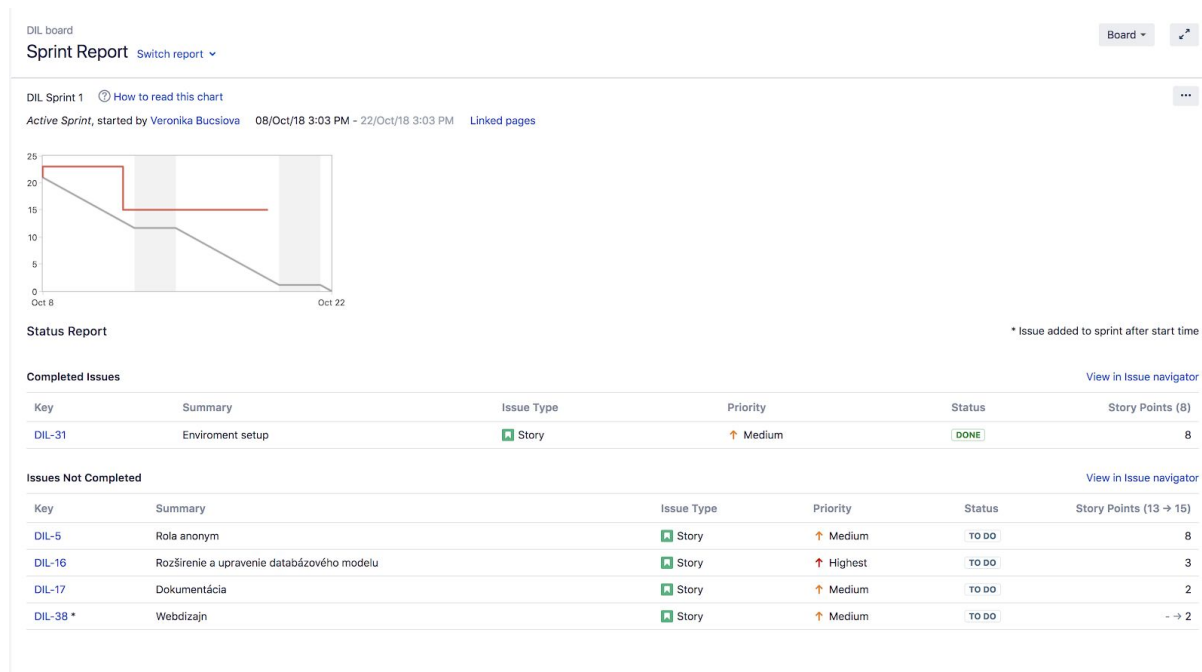 DIL board
Sprint Report Switch report
Board
DIL Sprint 1 How to read this chart
Active Sprint, started by Veronika Bucsiova 08/Oct/18 3:03 PM - 22/Oct/18 3:03 PM Linked pages
25
20
15
10
5
0
Oct 8 Oct 22
Status Report * Issue added to sprint after start time
Completed Issues View in Issue navigator
Key Summary Issue Type Priority Status Story Points (8)
DIL-31 Enviroment setup Story Medium DONE 8
Issues Not Completed View in Issue navigator
Key Summary Issue Type Priority Status Story Points (13 → 15)
DIL-5 Rola anonym Story Medium TO DO 8
DIL-16 Rozširenie a upravenie databázového modelu Story Highest TO DO 3
DIL-17 Dokumentácia Story Medium TO DO 2
DIL-38 * Webdizajn Story Medium TO DO - → 2